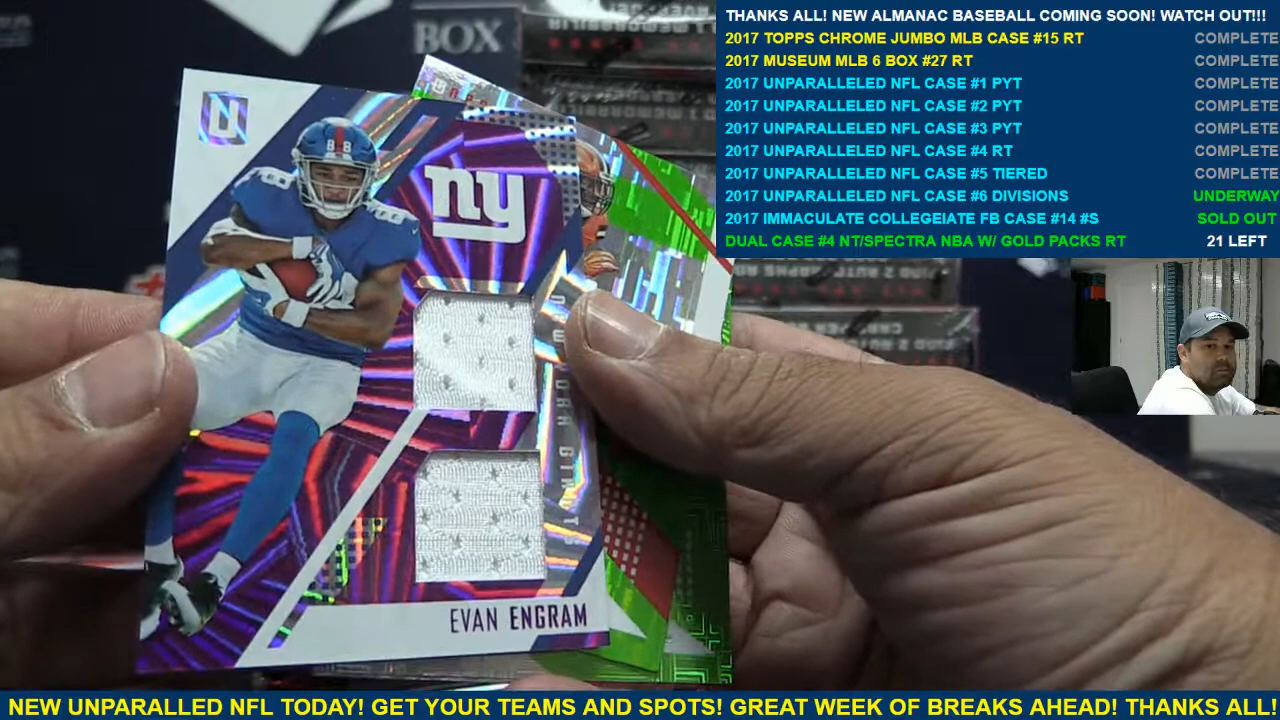 THANKS ALL! NEW ALMANAC BASEBALL COMING SOON! WATCH OUT!!!
2017 TOPPS CHROME JUMBO MLB CASE #15 RT COMPLETE
2017 MUSEUM MLB 6 BOX #27 RT COMPLETE
2017 UNPARALLELED NFL CASE #1 PYT COMPLETE
2017 UNPARALLELED NFL CASE #2 PYT COMPLETE
2017 UNPARALLELED NFL CASE #3 PYT COMPLETE
2017 UNPARALLELED NFL CASE #4 RT COMPLETE
2017 UNPARALLELED NFL CASE #5 TIERED COMPLETE
2017 UNPARALLELED NFL CASE #6 DIVISIONS UNDERWAY
2017 IMMACULATE COLLEGEIATE FB CASE #14 #S SOLD OUT
DUAL CASE #4 NT/SPECTRA NBA W/ GOLD PACKS RT 21 LEFT
BOX
U
88
ny
EVAN ENGRAM
NEW UNPARALLED NFL TODAY! GET YOUR TEAMS AND SPOTS! GREAT WEEK OF BREAKS AHEAD! THANKS ALL!